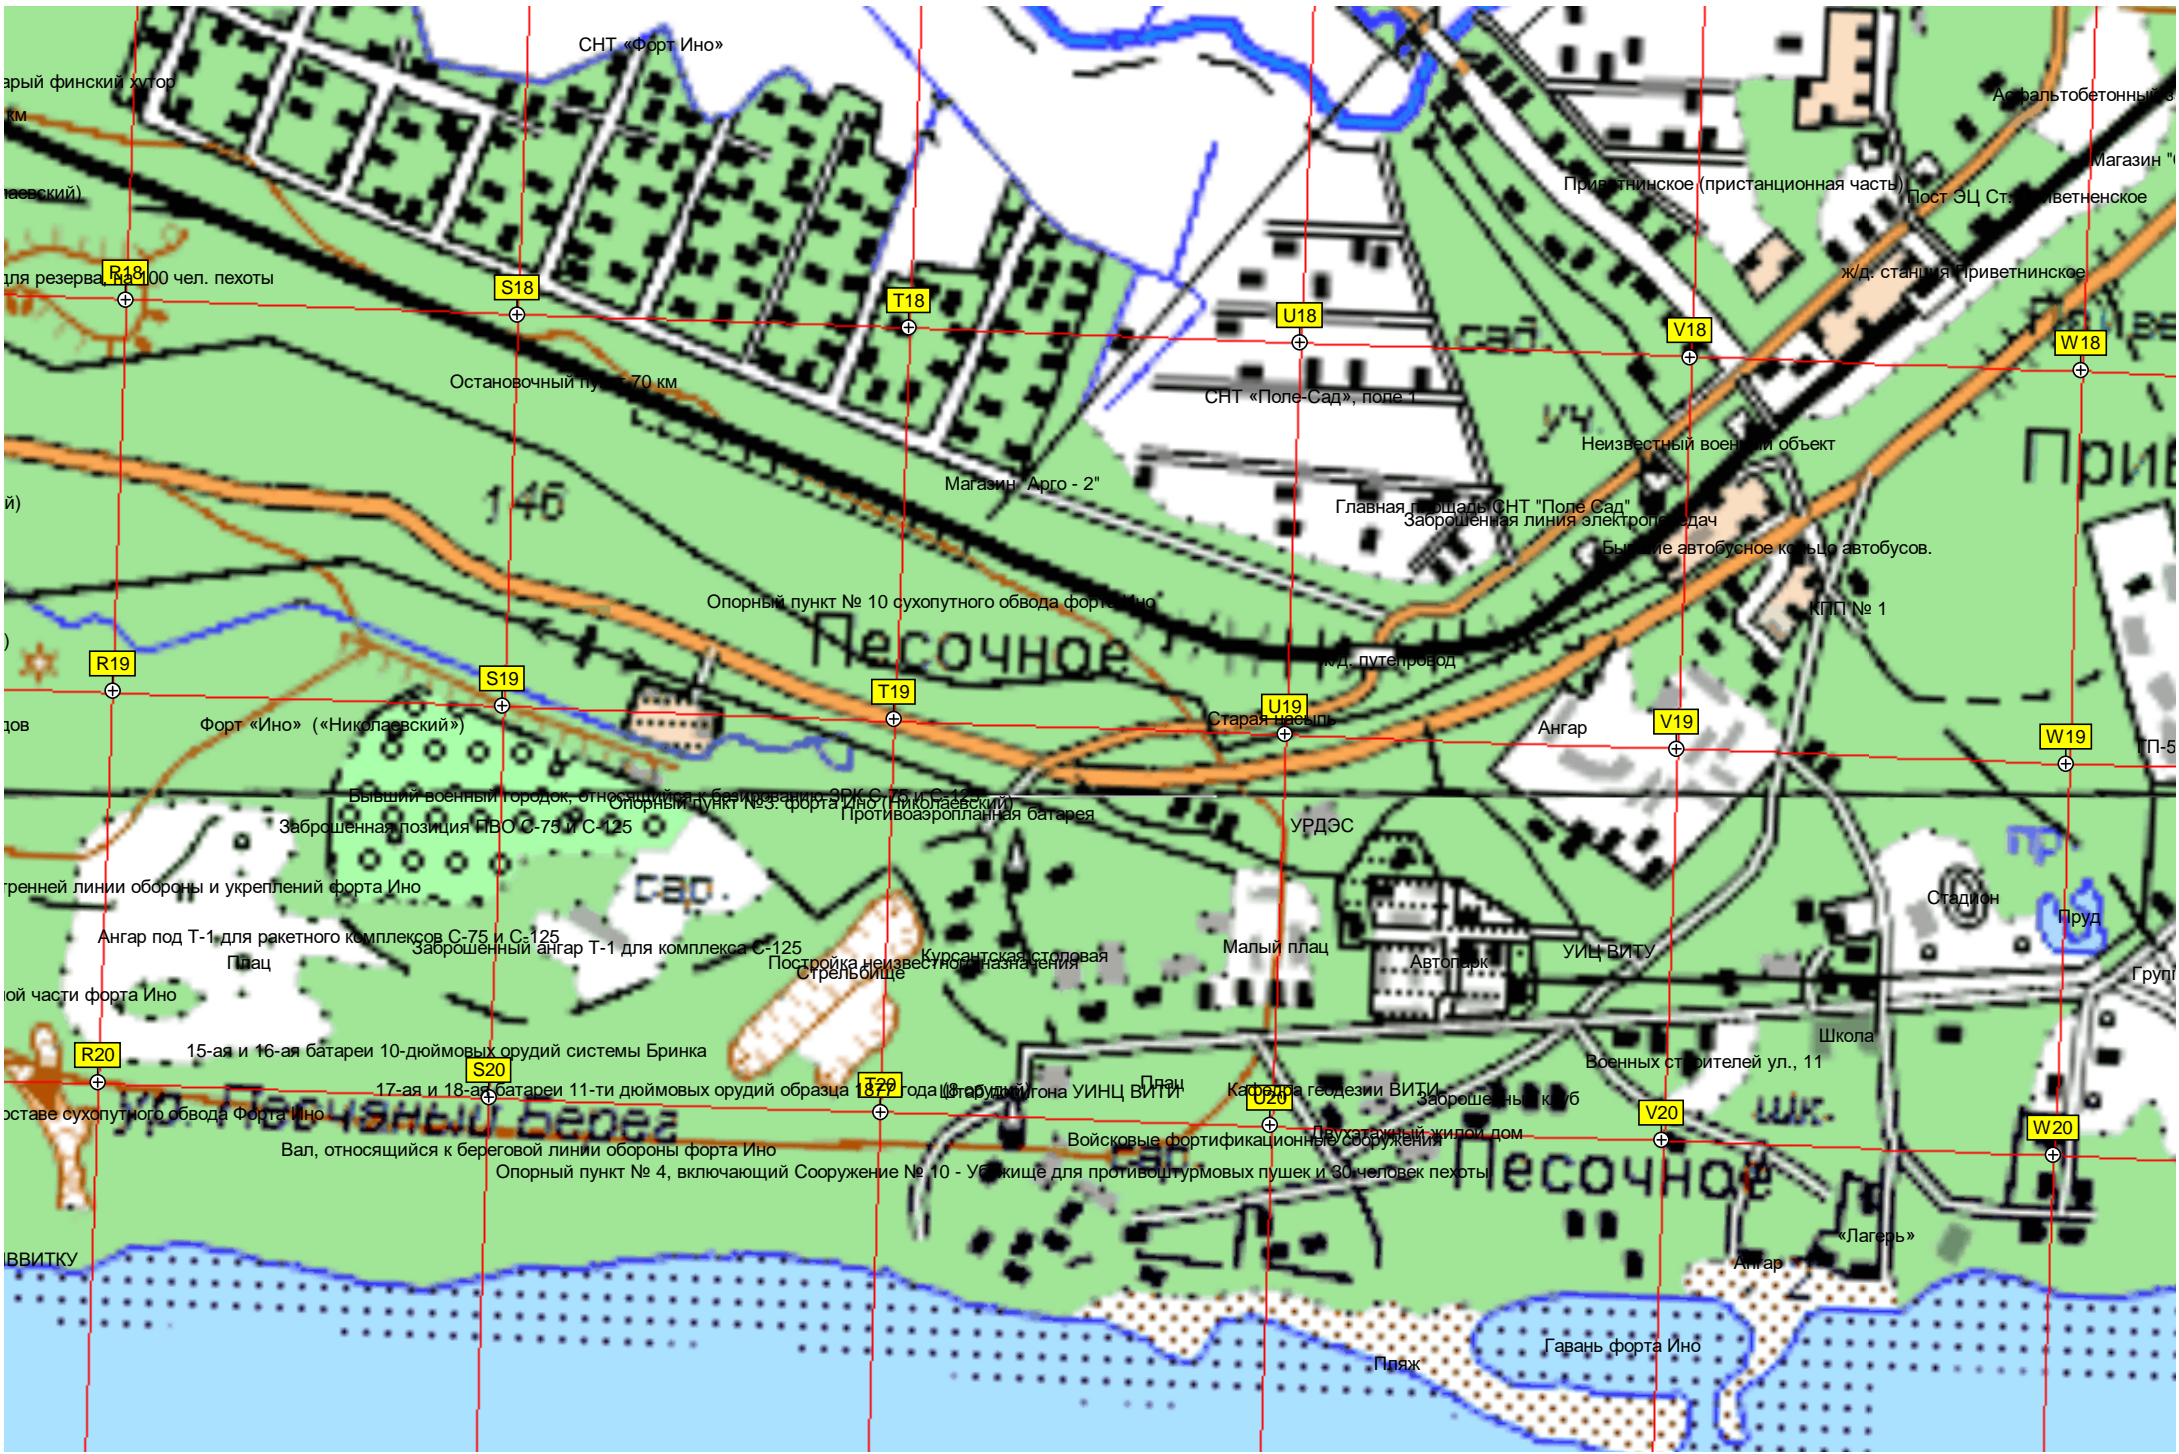 СНТ «Форт Ино»
арый финский хутор
км
Асфальтобетонный з
Магазин "
лаевский)
Приветнинское (пристанционная часть)
Пост ЭЦ Ст.
R18
для резерва, на 100 чел. пехоты
S18
T18
U18
V18
W18
ж/д. станция Приветнинское
сад.
уч.
Остановочный пункт 70 км
СНТ «Поле-Сад», поле 1
Неизвестный военный объект
Прив
146
й)
Магазин "Арго - 2"
Главная площадь СНТ "Поле Сад"
Заброшенная линия электропередач
Бывшие автобусное кольцо автобусов.
Опорный пункт № 10 сухопутного обвода форта Ино
КПП № 1
)
Песочное
ж/д. путепровод
R19
S19
T19
U19
V19
W19
дов
Форт «Ино» («Николаевский»)
Старая насыпь
Ангар
ГП-5
Бывший военный городок, относящийся к базированию ЗРК С-75 и С-125
Опорный пункт №3. форта Ино (Николаевский)
Противоаэропланная батарея
Заброшенная позиция ПВО С-75 и С-125
УРДЭС
пр.
тренней линии обороны и укреплений форта Ино
сар.
Стадион
Пруд
Ангар под Т-1 для ракетного комплексов С-75 и С-125
Заброшенный ангар Т-1 для комплекса С-125
Плац
Курсантская столовая
Постройка неизвестного назначения
Стрельбище
Малый плац
Автопарк
УИЦ ВИТУ
Груп
ой части форта Ино
Школа
R20
15-ая и 16-ая батареи 10-дюймовых орудий системы Бринка
Военных строителей ул., 11
S20
T20
U20
V20
W20
17-ая и 18-ая батареи 11-ти дюймовых орудий образца 1877 года (8 орудий)
Штаб полигона УИНЦ ВИТИ
Плац
Кафедра геодезии ВИТИ
Заброшенный клуб
шк.
оставе сухопутного обвода Форта Ино
ур. Песчаный Берег
Вал, относящийся к береговой линии обороны форта Ино
Войсковые фортификационные сооружения
Двухэтажный жилой дом
сар.
Опорный пункт № 4, включающий Сооружение № 10 - Убежище для противоштурмовых пушек и 30 человек пехоты
Песочное
«Лагерь»
ІВВИТКУ
Ангар
Гавань форта Ино
Пляж